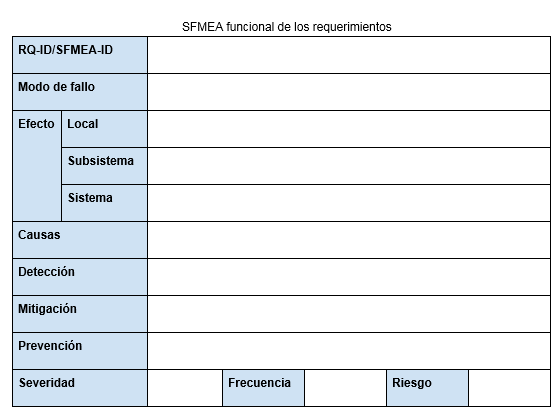 SFMEA funcional de los requerimientos
RQ-ID/SFMEA-ID
Modo de fallo
Efecto Local
Subsistema
Sistema
Causas
Detección
Mitigación
Prevención
Severidad Frecuencia Riesgo